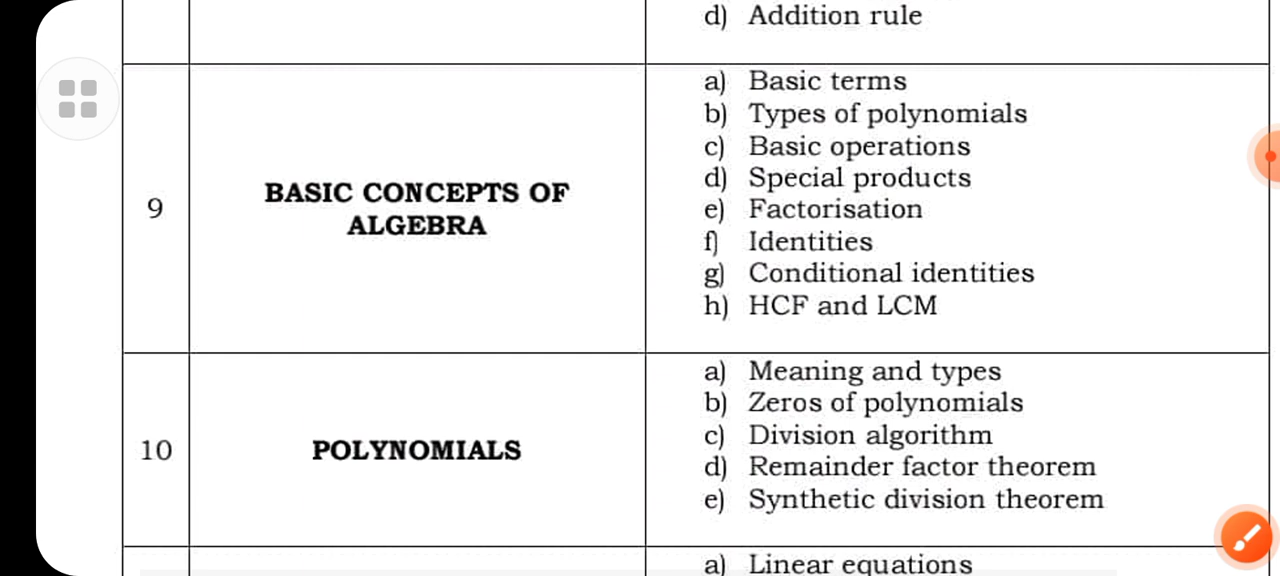 d) Addition rule
9
BASIC CONCEPTS OF
ALGEBRA
a) Basic terms
b) Types of polynomials
c) Basic operations
d) Special products
e) Factorisation
f) Identities
g) Conditional identities
h) HCF and LCM
10
POLYNOMIALS
a) Meaning and types
b) Zeros of polynomials
c) Division algorithm
d) Remainder factor theorem
e) Synthetic division theorem
a) Linear equations